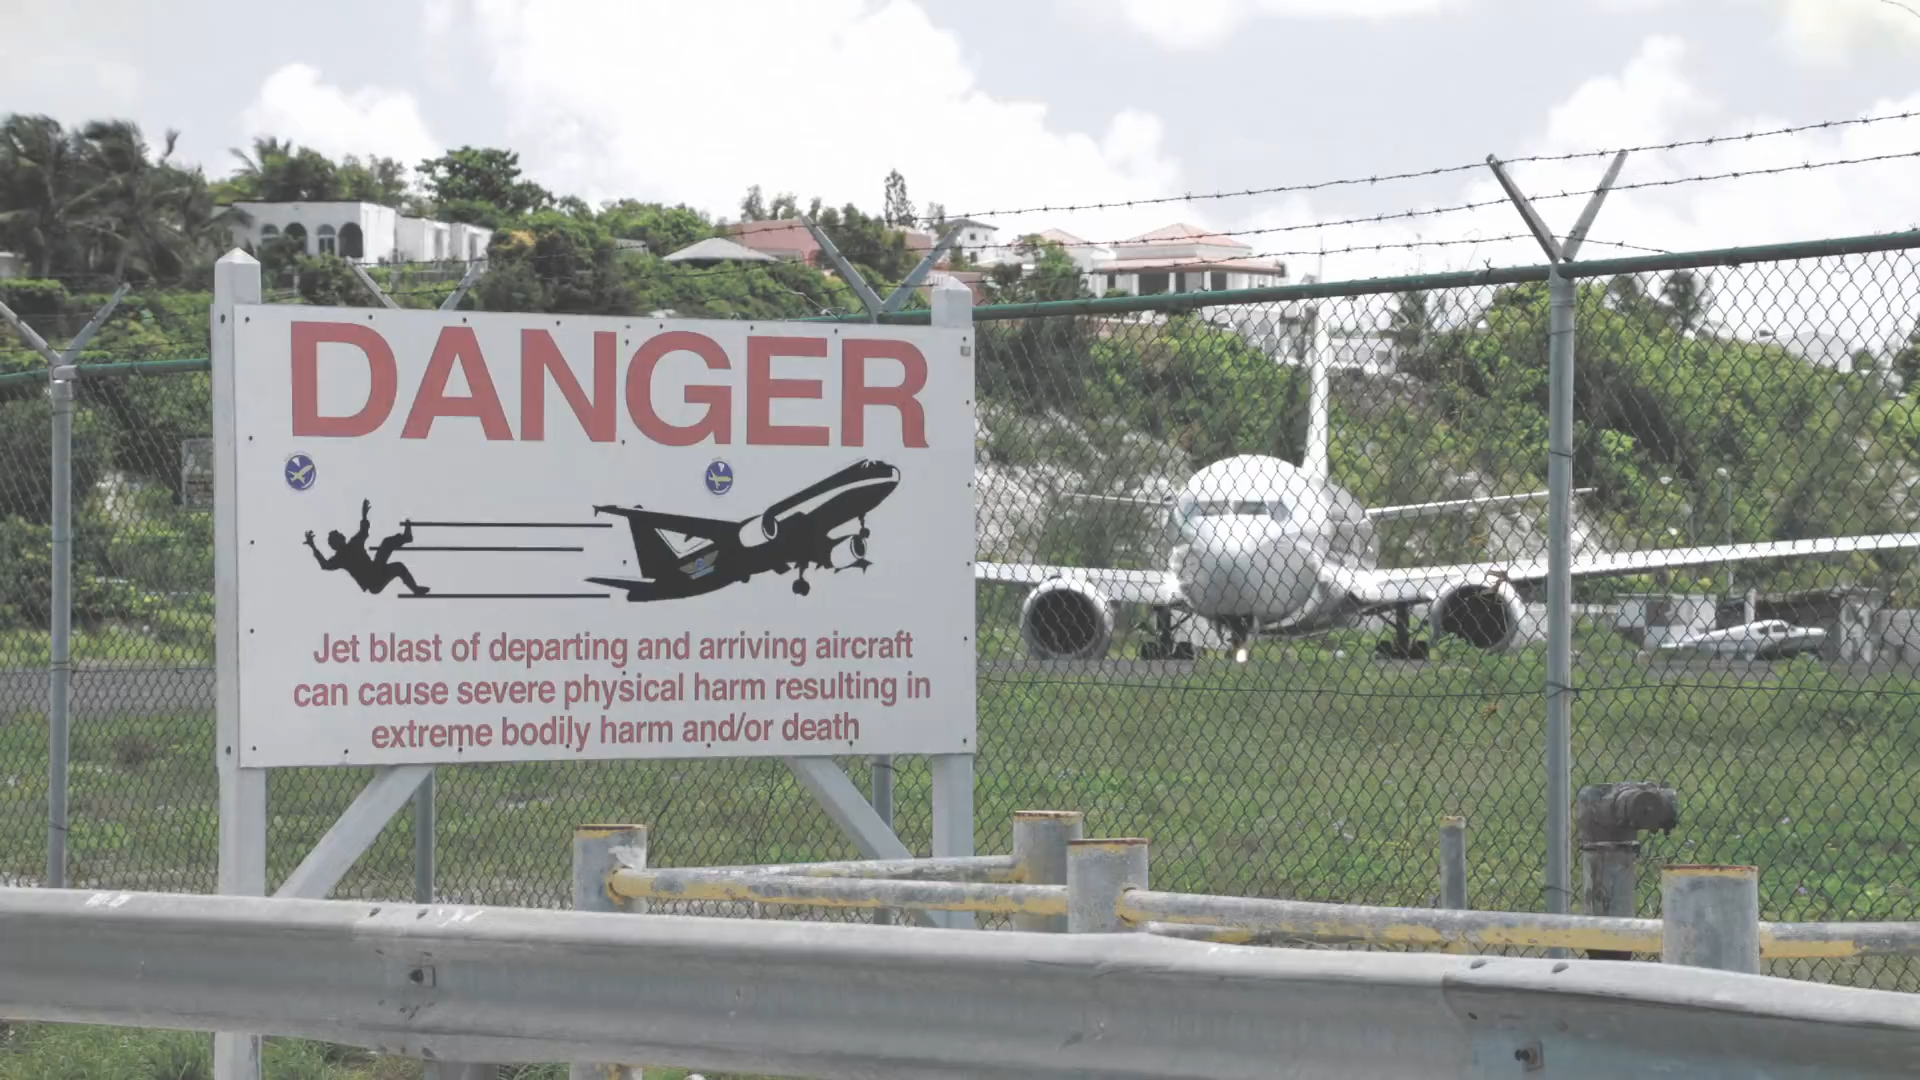 DANGER
Jet blast of departing and arriving aircraft
can cause severe physical harm resulting in
extreme bodily harm and/or death